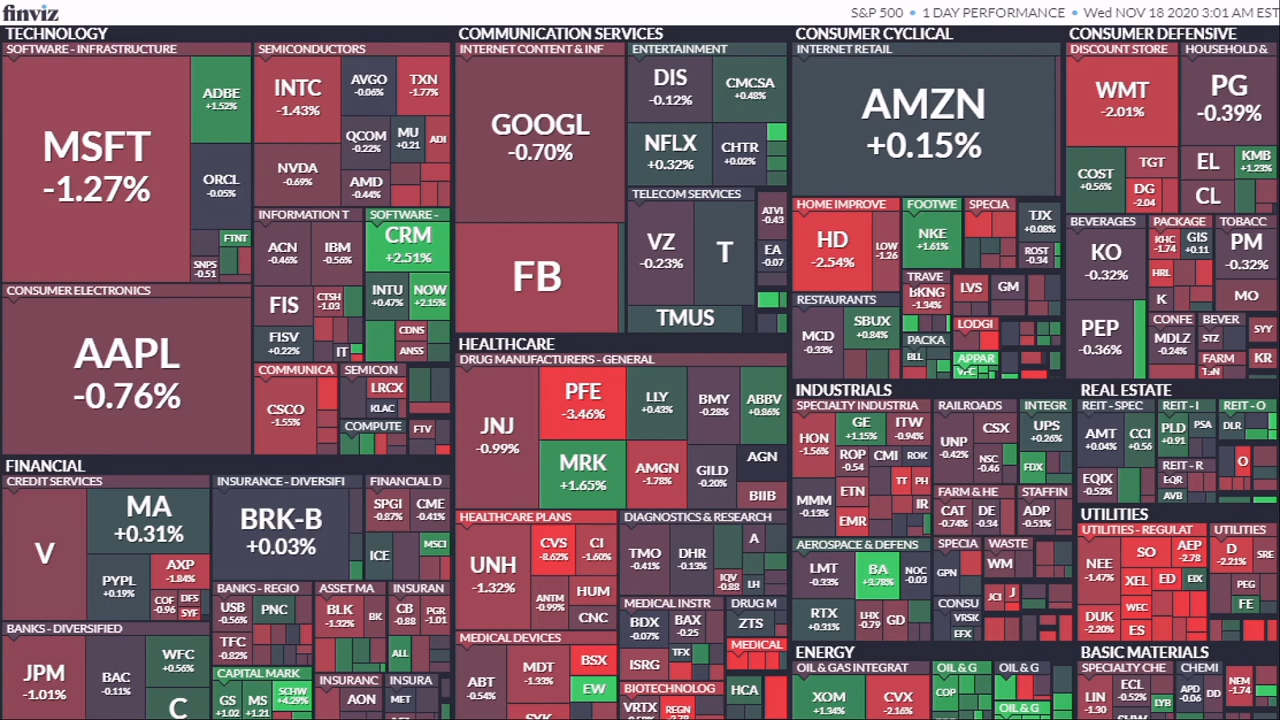 finviz
S&P 500 • 1 DAY PERFORMANCE • Wed NOV 18 2020 3:01 AM EST
TECHNOLOGY
SOFTWARE - INFRASTRUCTURE
MSFT
-1.27%
ADBE
+1.52%
ORCL
-0.05%
FTNT
SNPS
-0.51
CONSUMER ELECTRONICS
AAPL
-0.76%
SEMICONDUCTORS
INTC
-1.43%
AVGO
-0.06%
TXN
-1.77%
QCOM
-0.22%
MU
+0.21
ADI
NVDA
-0.69%
AMD
-0.44%
INFORMATION T
ACN
-0.46%
IBM
-0.56%
FIS
CTSH
-1.03
FISV
+0.22%
IT
SOFTWARE -
CRM
+2.51%
INTU
+0.47%
NOW
+2.15%
CDNS
ANSS
COMMUNICA
CSCO
-1.55%
SEMICON
LRCX
KLAC
COMPUTE
FTV
FINANCIAL
CREDIT SERVICES
V
MA
+0.31%
PYPL
+0.19%
AXP
-1.84%
COF
-0.96
DFS
SYF
INSURANCE - DIVERSIFI
BRK-B
+0.03%
FINANCIAL D
SPGI
-0.87%
CME
-0.41%
ICE
MSCI
BANKS - REGIO
USB
-0.56%
PNC
TFC
-0.82%
ASSET MA
BLK
-1.32%
BK
INSURAN
CB
-0.88
PGR
-1.01
ALL
BANKS - DIVERSIFIED
JPM
-1.01%
BAC
-0.11%
WFC
+0.56%
C
CAPITAL MARK
GS
+1.02
MS
+1.21
SCHW
+4.29%
INSURANC
AON
INSURA
MET
COMMUNICATION SERVICES
INTERNET CONTENT & INF
GOOGL
-0.70%
FB
ENTERTAINMENT
DIS
-0.12%
CMCSA
+0.48%
NFLX
+0.32%
CHTR
+0.02%
TELECOM SERVICES
VZ
-0.23%
T
TMUS
ATVI
-0.43
EA
-0.07
HEALTHCARE
DRUG MANUFACTURERS - GENERAL
JNJ
-0.99%
PFE
-3.46%
LLY
+0.43%
BMY
-0.28%
ABBV
+0.86%
MRK
+1.65%
AMGN
-1.78%
GILD
-0.20%
AGN
BIIB
HEALTHCARE PLANS
UNH
-1.32%
CVS
-8.62%
CI
-1.60%
ANTM
-0.99%
HUM
CNC
DIAGNOSTICS & RESEARCH
TMO
-0.41%
DHR
-0.13%
A
IQV
-0.88
LH
MEDICAL DEVICES
ABT
-0.54%
MDT
-1.33%
BSX
EW
SYK
MEDICAL INSTR
BDX
-0.07%
BAX
-0.25
ISRG
TFX
DRUG M
ZTS
MEDICAL
HCA
BIOTECHNOLOG
VRTX
REGN
CONSUMER CYCLICAL
INTERNET RETAIL
AMZN
+0.15%
HOME IMPROVE
HD
-2.54%
LOW
-1.26
FOOTWE
NKE
+1.61%
SPECIA
TJX
+0.08%
ROST
-0.34
RESTAURANTS
MCD
-0.33%
SBUX
+0.84%
TRAVE
BKNG
-1.34%
LVS
GM
PACKA
BLL
LODGI
APPAR
VFC
CONSUMER DEFENSIVE
DISCOUNT STORE
WMT
-2.01%
COST
+0.56%
TGT
DG
-2.04
HOUSEHOLD &
PG
-0.39%
EL
KMB
+1.23%
CL
BEVERAGES
KO
-0.32%
PEP
-0.36%
PACKAGE
KHC
-1.74
GIS
+0.11
HRL
K
TOBACC
PM
-0.32%
MO
CONFE
MDLZ
-0.24%
BEVER
STZ
FARM
TSN
SYY
KR
INDUSTRIALS
SPECIALTY INDUSTRIA
HON
-1.56%
GE
+1.15%
ITW
-0.94%
ROP
-0.54
CMI
ROK
MMM
-0.13%
ETN
TT
PH
IR
EMR
RAILROADS
UNP
-0.42%
CSX
NSC
-0.46
INTEGR
UPS
+0.26%
FDX
FARM & HE
CAT
-0.74%
DE
-0.34
STAFFIN
ADP
-0.51%
AEROSPACE & DEFENS
LMT
-0.33%
BA
+3.78%
NOC
-0.03
RTX
+0.31%
LHX
-0.79
GD
SPECIA
GPN
WASTE
WM
CONSU
VRSK
EFX
JCI
J
REAL ESTATE
REIT - SPEC
AMT
+0.04%
CCI
+0.56
EQIX
-0.52%
REIT - I
PLD
+0.91
PSA
REIT - O
DLR
REIT - R
EQR
AVB
O
UTILITIES
UTILITIES - REGULAT
NEE
-1.47%
SO
AEP
-2.78
XEL
ED
EIX
DUK
-2.20%
WEC
ES
UTILITIES
D
-2.21%
SRE
PEG
FE
ENERGY
OIL & GAS INTEGRAT
XOM
+1.34%
CVX
-2.16%
OIL & G
COP
OIL & G
OIL & G
BASIC MATERIALS
SPECIALTY CHE
LIN
-1.30
ECL
-0.52%
LYB
SHW
CHEMI
APD
-0.06
DD
NEM
-1.74